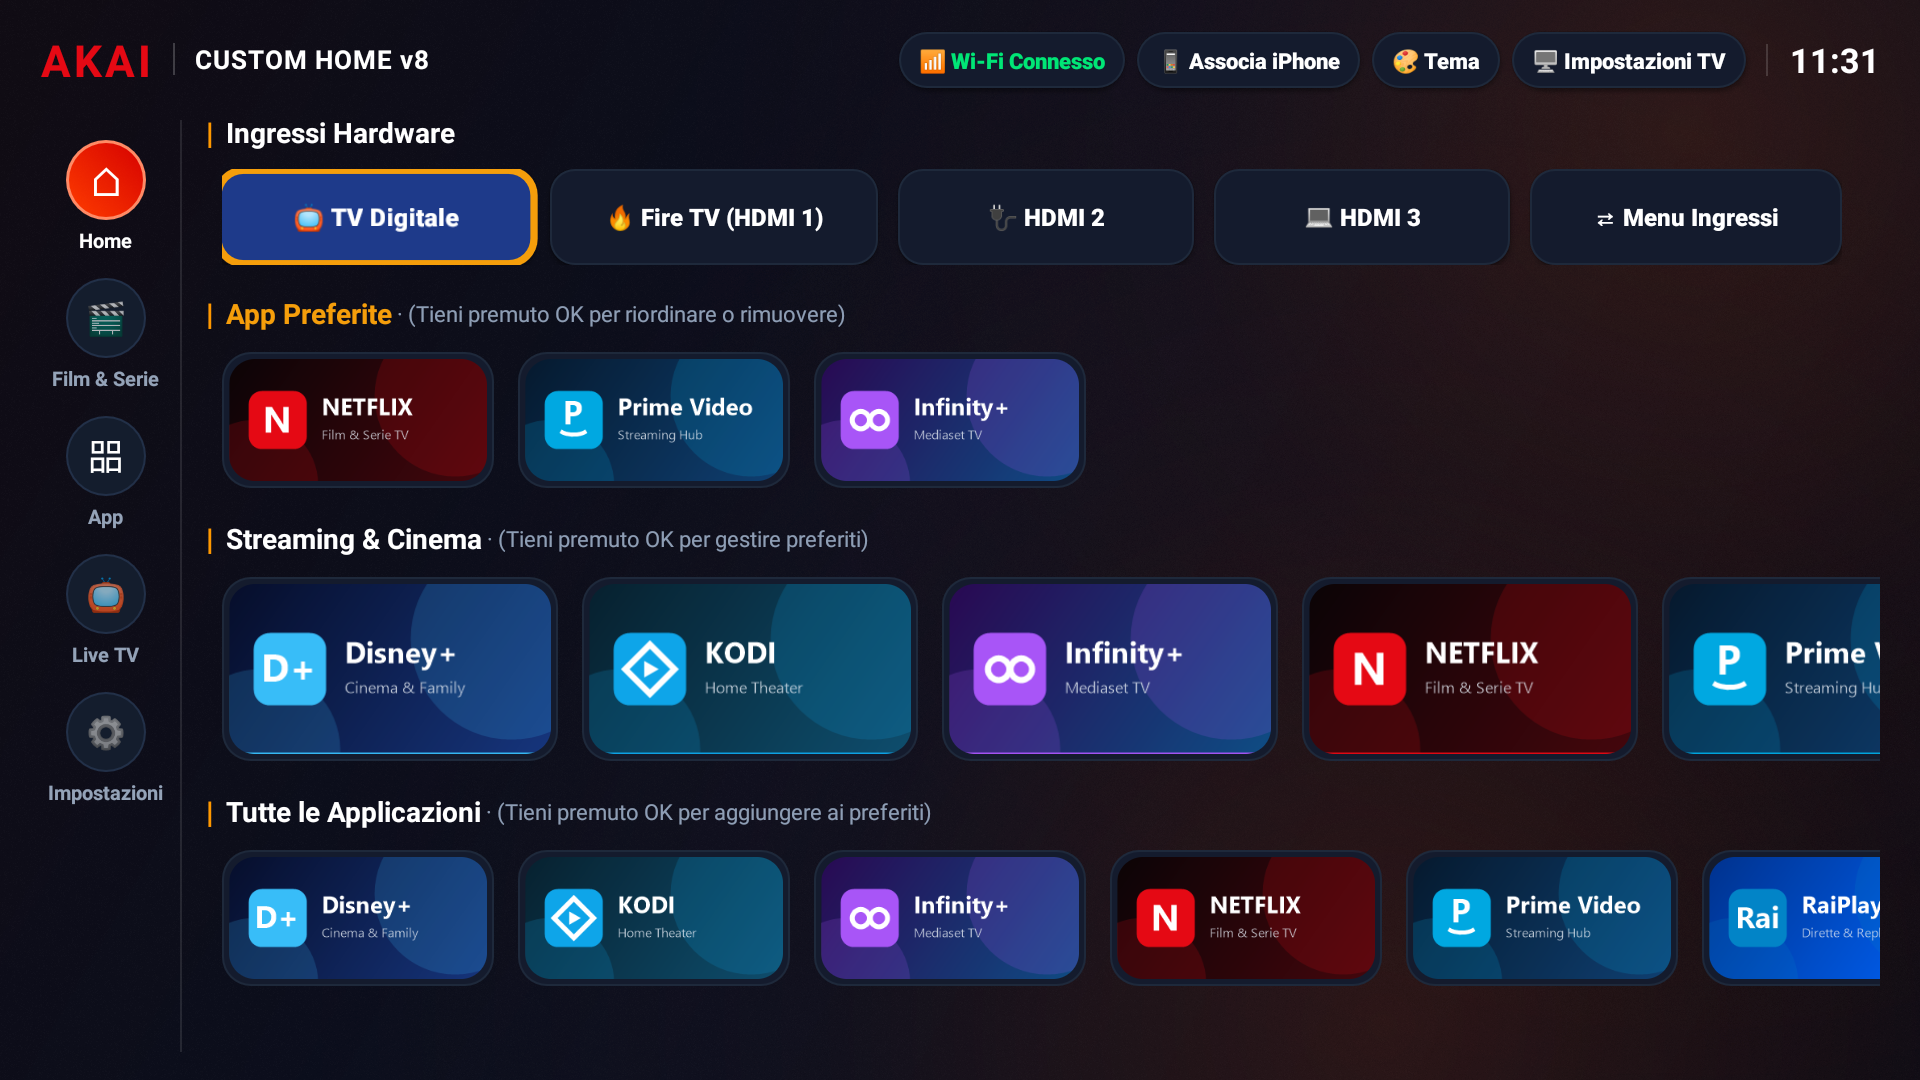 AKAI
CUSTOM HOME v8
Wi-Fi Connesso
Associa iPhone
Tema
Impostazioni TV
11:31
Home
Film & Serie
App
Live TV
Impostazioni
Ingressi Hardware
TV Digitale
Fire TV (HDMI 1)
HDMI 2
HDMI 3
Menu Ingressi
App Preferite · (Tieni premuto OK per riordinare o rimuovere)
N
NETFLIX
Film & Serie TV
P
Prime Video
Streaming Hub
Infinity+
Mediaset TV
Streaming & Cinema · (Tieni premuto OK per gestire preferiti)
D+
Disney+
Cinema & Family
KODI
Home Theater
Infinity+
Mediaset TV
N
NETFLIX
Film & Serie TV
P
Prime
Streaming Hu
Tutte le Applicazioni · (Tieni premuto OK per aggiungere ai preferiti)
D+
Disney+
Cinema & Family
KODI
Home Theater
Infinity+
Mediaset TV
N
NETFLIX
Film & Serie TV
P
Prime Video
Streaming Hub
Rai
RaiPlay
Dirette & Repl